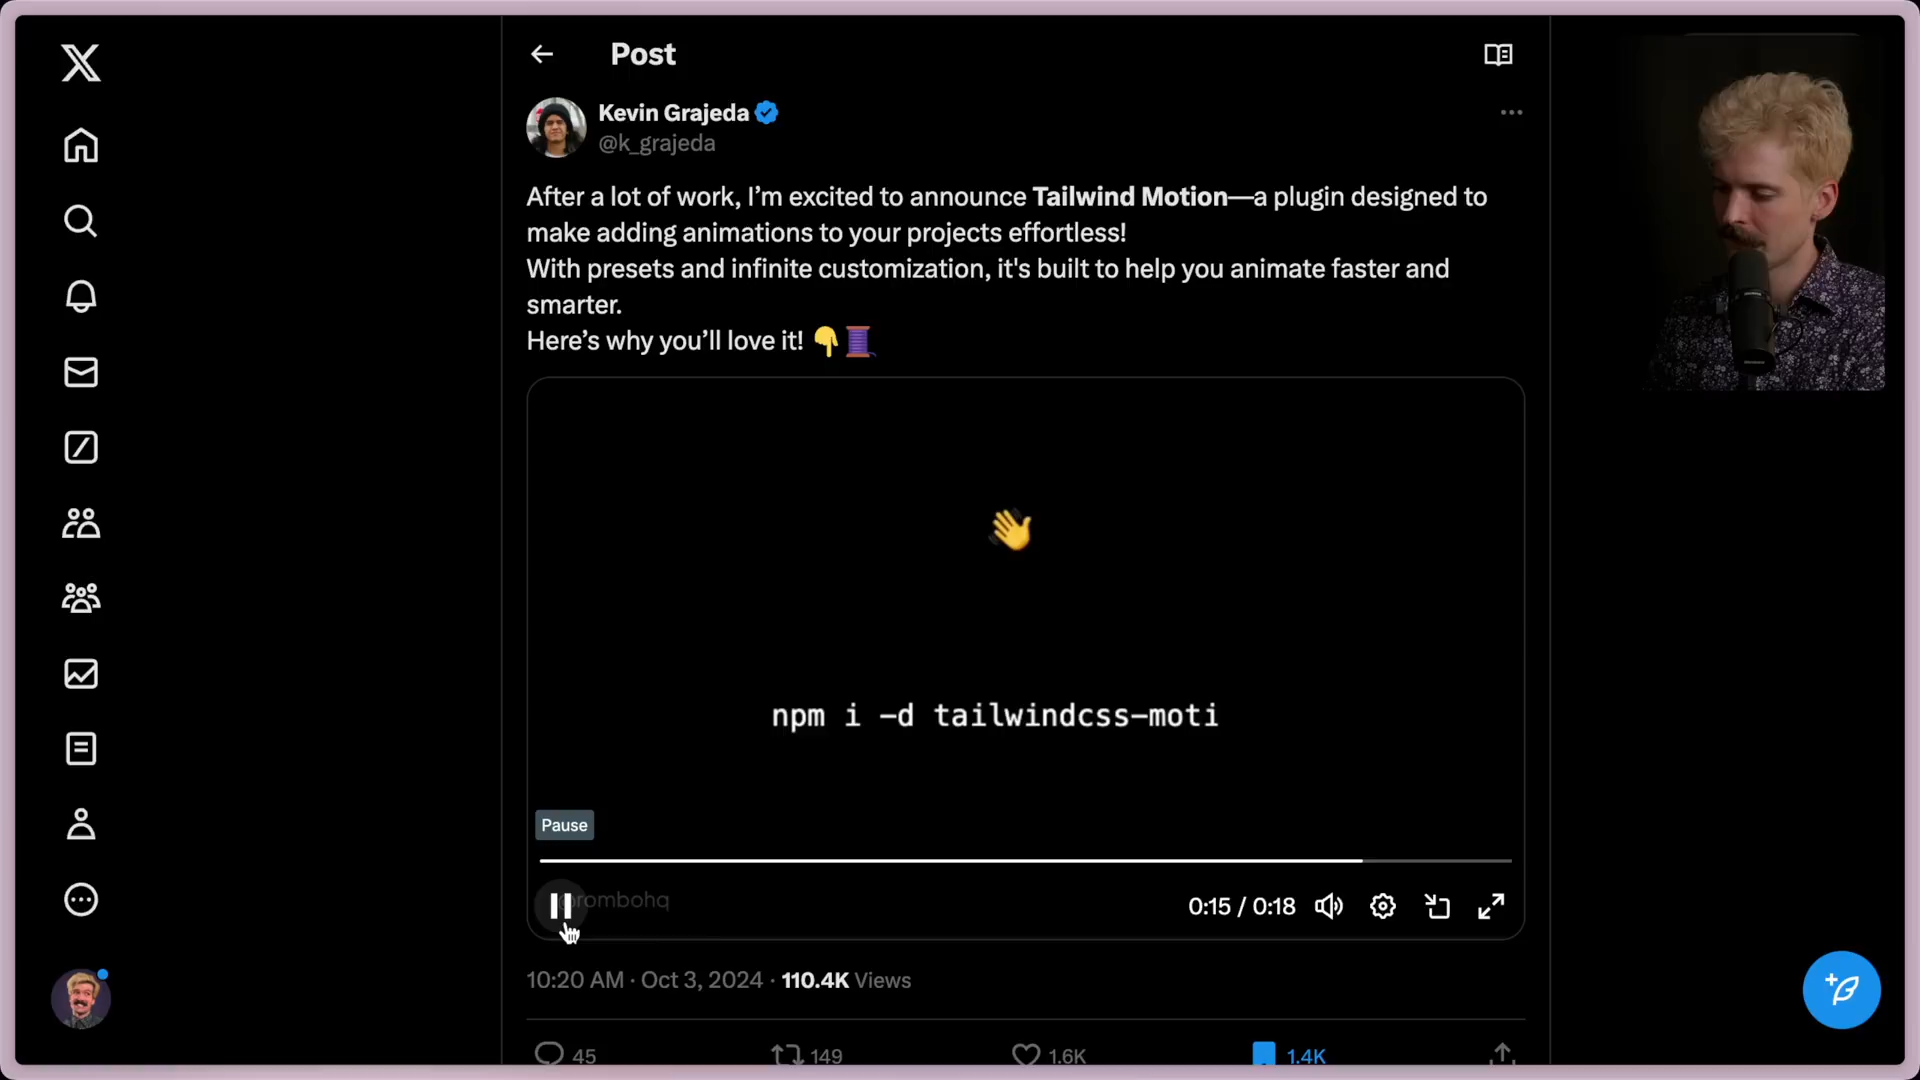 Post
Kevin Grajeda
@k_grajeda
After a lot of work, I’m excited to announce Tailwind Motion—a plugin designed to
make adding animations to your projects effortless!
With presets and infinite customization, it's built to help you animate faster and
smarter.
Here’s why you’ll love it! 👇🧵
npm i -d tailwindcss-moti
Pause
rombohq
0:15 / 0:18
10:20 AM · Oct 3, 2024 · 110.4K Views
45 149 1.6K 1.4K